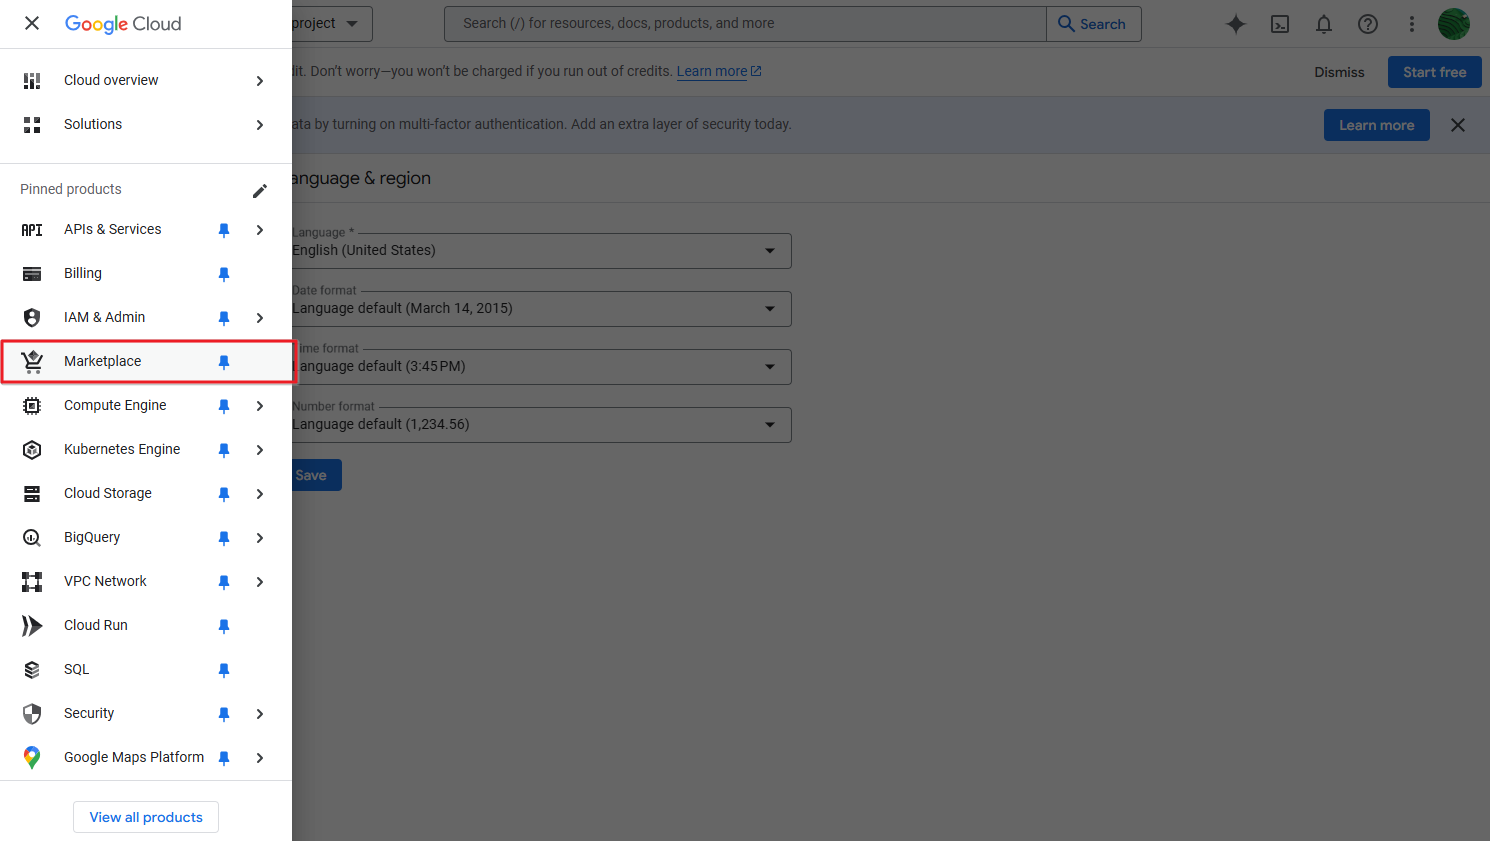 Google Cloud
project
Search (/) for resources, docs, products, and more
Search
Cloud overview
Solutions
dit. Don't worry—you won't be charged if you run out of credits. Learn more
Dismiss
Start free
ata by turning on multi-factor authentication. Add an extra layer of security today.
Learn more
Pinned products
API APIs & Services
Billing
IAM & Admin
Marketplace
Compute Engine
Kubernetes Engine
Cloud Storage
BigQuery
VPC Network
Cloud Run
SQL
Security
Google Maps Platform
View all products
anguage & region
Language *
English (United States)
Date format
Language default (March 14, 2015)
ime format
anguage default (3:45 PM)
Number format
Language default (1,234.56)
Save